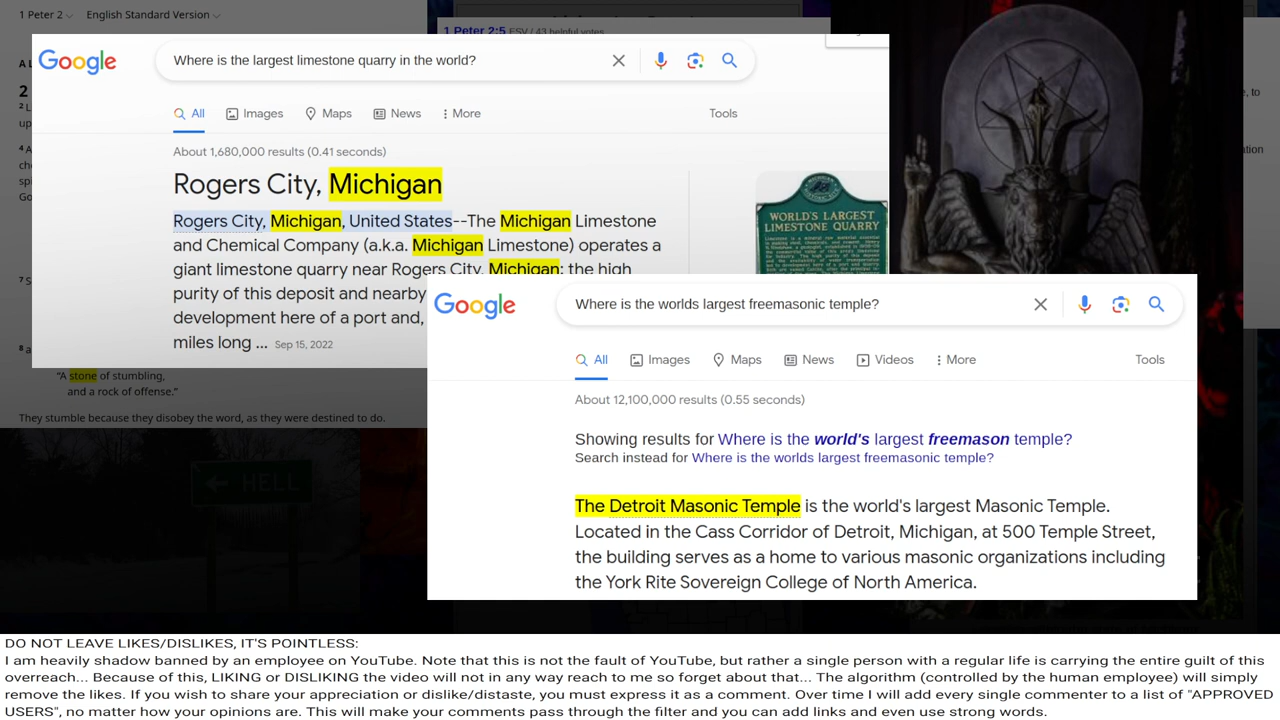 1 Peter 2
English Standard Version
1 Peter 2:5 ESV / 43 helpful votes
Google
Where is the largest limestone quarry in the world?
All
Images
Maps
News
More
Tools
About 1,680,000 results (0.41 seconds)
Rogers City, Michigan
Rogers City, Michigan, United States--The Michigan Limestone
and Chemical Company (a.k.a. Michigan Limestone) operates a
giant limestone quarry near Rogers City, Michigan; the high
purity of this deposit and nearby
development here of a port and,
miles long ... Sep 15, 2022
WORLD'S LARGEST
LIMESTONE QUARRY
Google
Where is the worlds largest freemasonic temple?
All
Images
Maps
News
Videos
More
Tools
About 12,100,000 results (0.55 seconds)
Showing results for Where is the world's largest freemason temple?
Search instead for Where is the worlds largest freemasonic temple?
The Detroit Masonic Temple is the world's largest Masonic Temple.
Located in the Cass Corridor of Detroit, Michigan, at 500 Temple Street,
the building serves as a home to various masonic organizations including
the York Rite Sovereign College of North America.
"A stone of stumbling,
and a rock of offense."
They stumble because they disobey the word, as they were destined to do.
HELL
DO NOT LEAVE LIKES/DISLIKES, IT'S POINTLESS:
I am heavily shadow banned by an employee on YouTube. Note that this is not the fault of YouTube, but rather a single person with a regular life is carrying the entire guilt of this
overreach... Because of this, LIKING or DISLIKING the video will not in any way reach to me so forget about that... The algorithm (controlled by the human employee) will simply
remove the likes. If you wish to share your appreciation or dislike/distaste, you must express it as a comment. Over time I will add every single commenter to a list of "APPROVED
USERS", no matter how your opinions are. This will make your comments pass through the filter and you can add links and even use strong words.